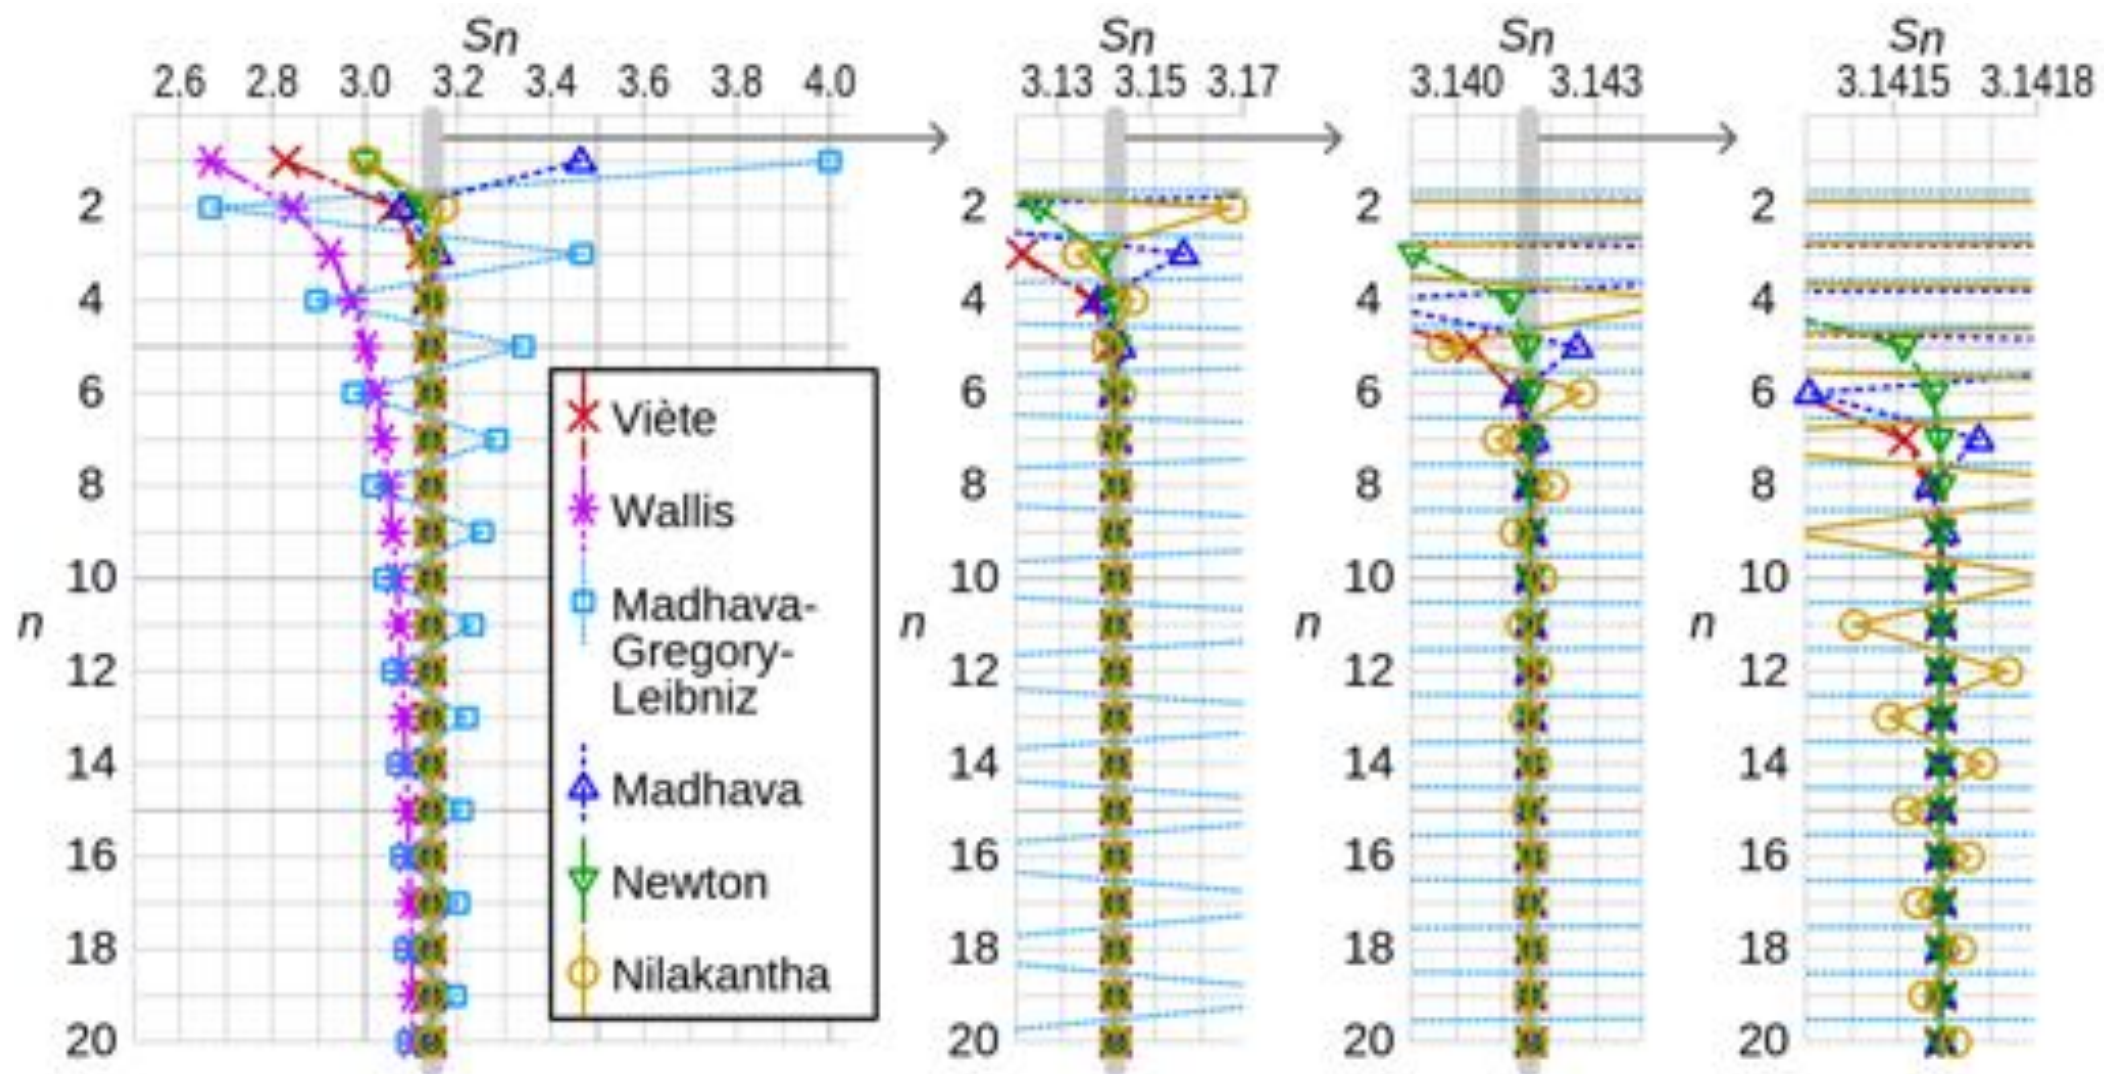 Sn Sn Sn Sn
2.6 2.8 3.0 3.2 3.4 3.6 3.8 4.0 3.13 3.15 3.17 3.140 3.143 3.1415 3.1418
2 2 2 2
4 4 4 4
6 6 6 6
Viète
8 8 8 8
Wallis
10 10 10 10
n n n n
Madhava-
Gregory-
Leibniz
12 12 12 12
14 14 14 14
Madhava
16 16 16 16
Newton
18 18 18 18
Nilakantha
20 20 20 20